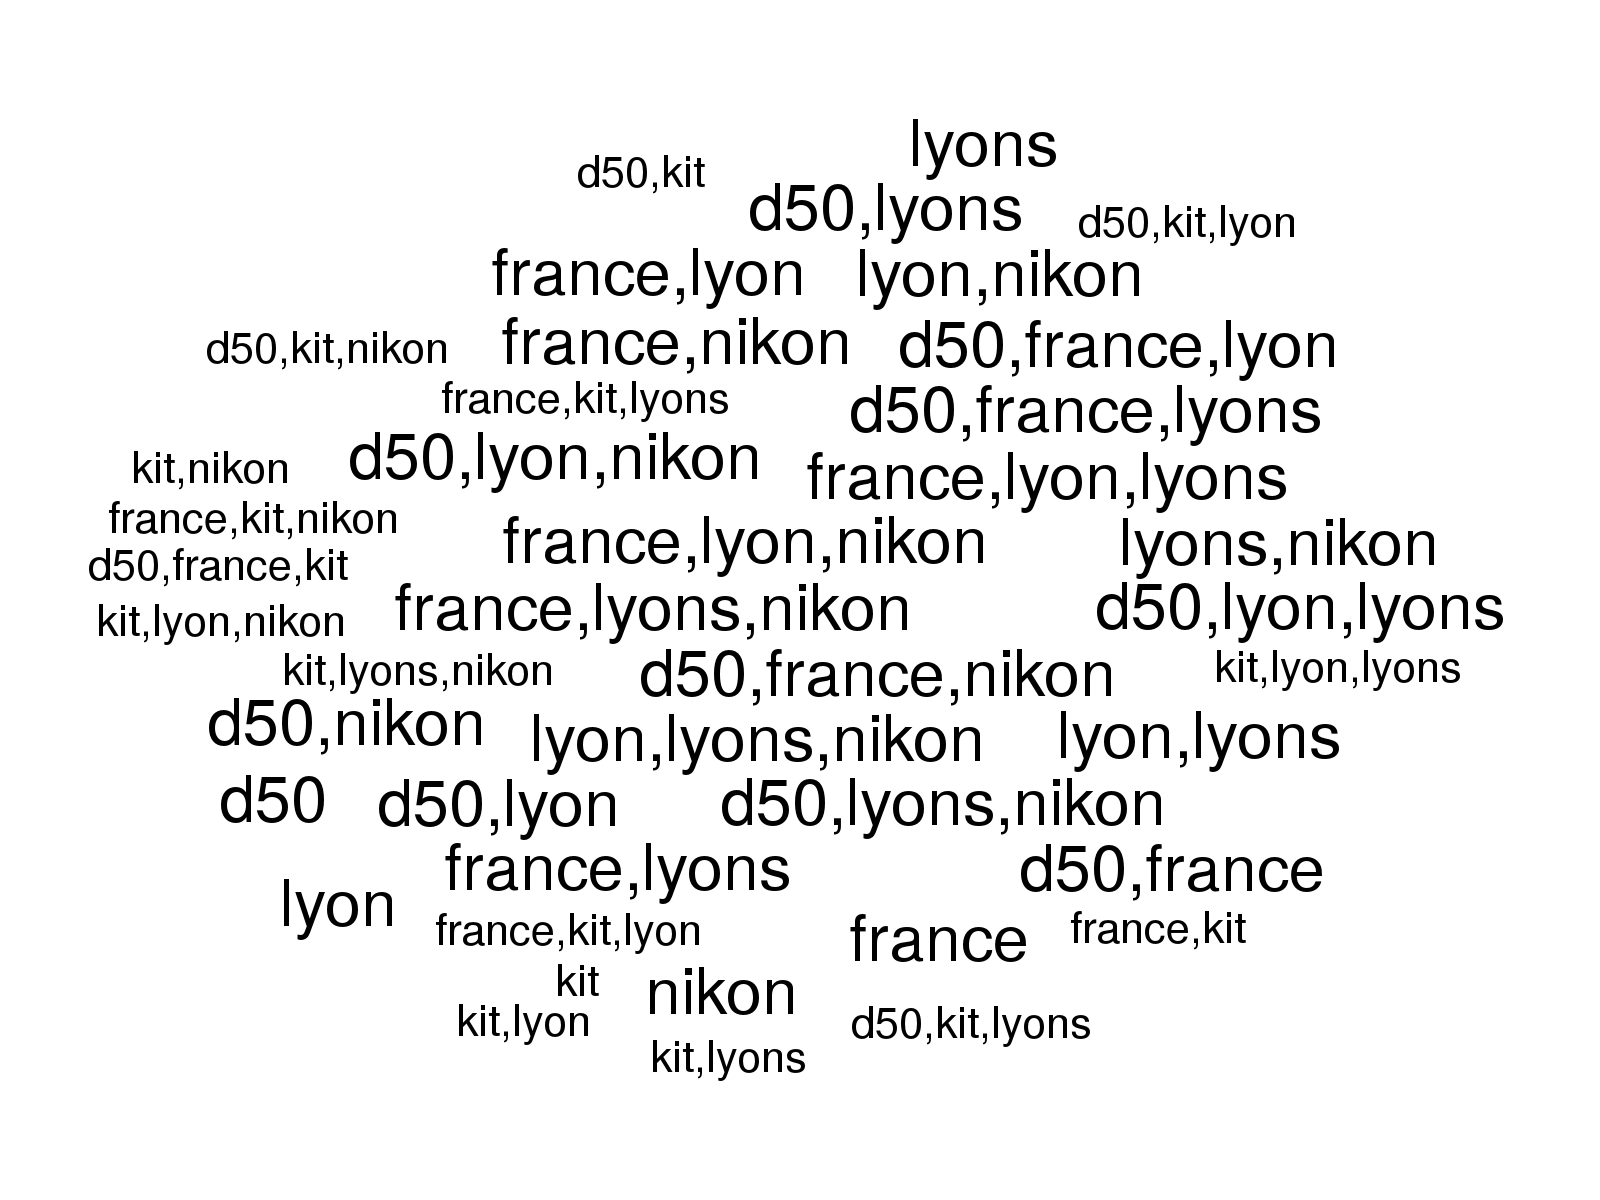 lyons
d50,kit
d50,lyons
d50,kit,lyon
france,lyon
lyon,nikon
d50,kit,nikon
france,nikon
d50,france,lyon
france,kit,lyons
d50,france,lyons
kit,nikon
d50,lyon,nikon
france,lyon,lyons
france,kit,nikon
france,lyon,nikon
lyons,nikon
d50,france,kit
kit,lyon,nikon
france,lyons,nikon
d50,lyon,lyons
kit,lyons,nikon
d50,france,nikon
kit,lyon,lyons
d50,nikon
lyon,lyons,nikon
lyon,lyons
d50
d50,lyon
d50,lyons,nikon
france,lyons
d50,france
lyon
france,kit,lyon
france
france,kit
kit
nikon
kit,lyon
d50,kit,lyons
kit,lyons